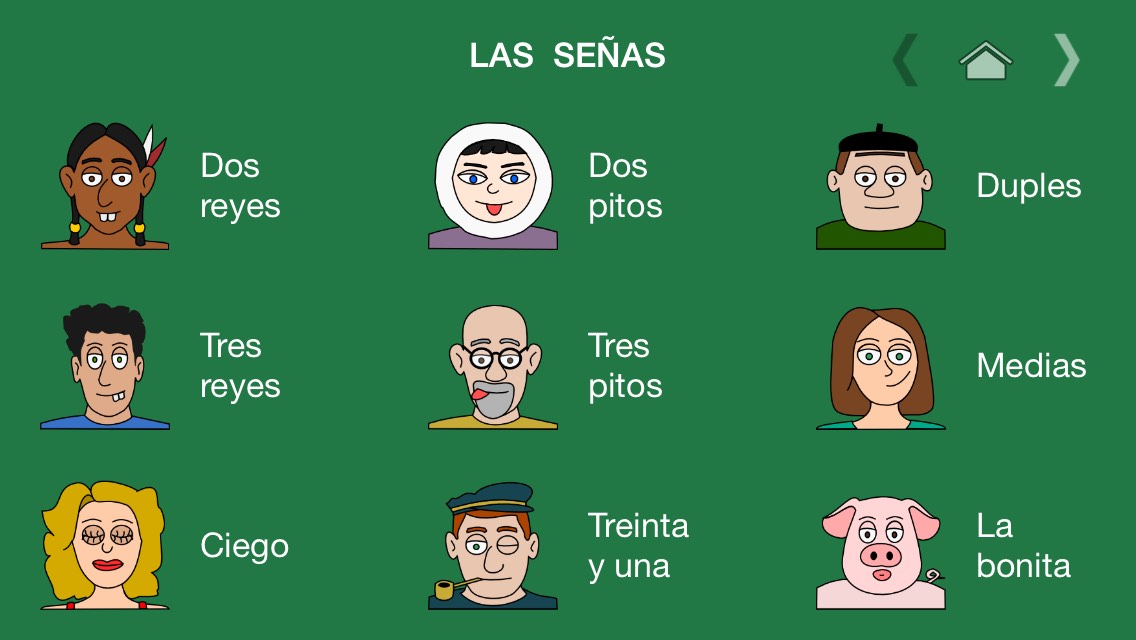 LAS SEÑAS
Dos
reyes
Dos
pitos
Duples
Tres
reyes
Tres
pitos
Medias
Ciego
Treinta
y una
La
bonita